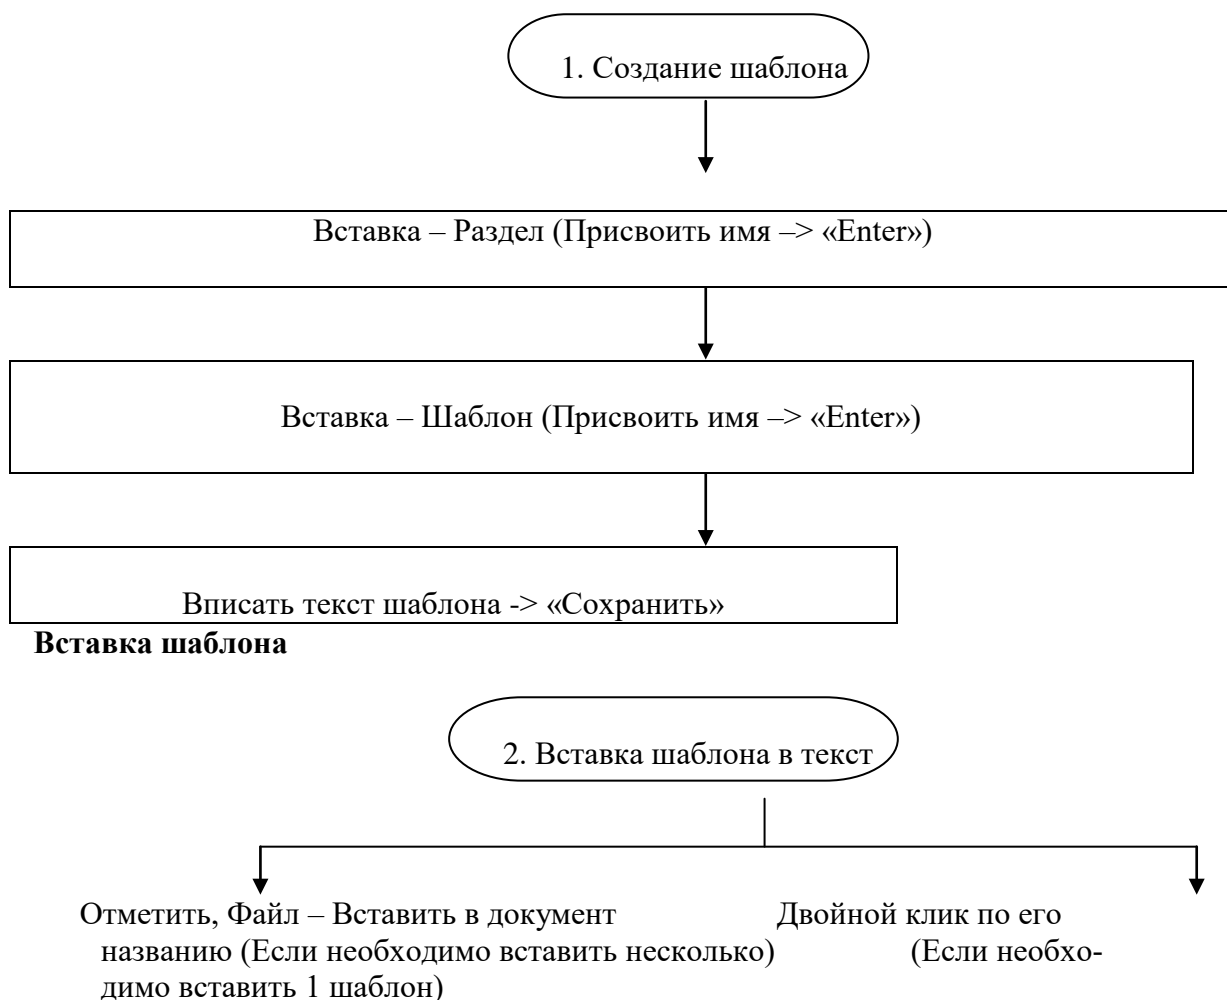 1. Создание шаблона
Вставка – Раздел (Присвоить имя –> «Enter»)
Вставка – Шаблон (Присвоить имя –> «Enter»)
Вписать текст шаблона -> «Сохранить»
Вставка шаблона
2. Вставка шаблона в текст
Отметить, Файл – Вставить в документ Двойной клик по его
названию (Если необходимо вставить несколько) (Если необхо-
димо вставить 1 шаблон)